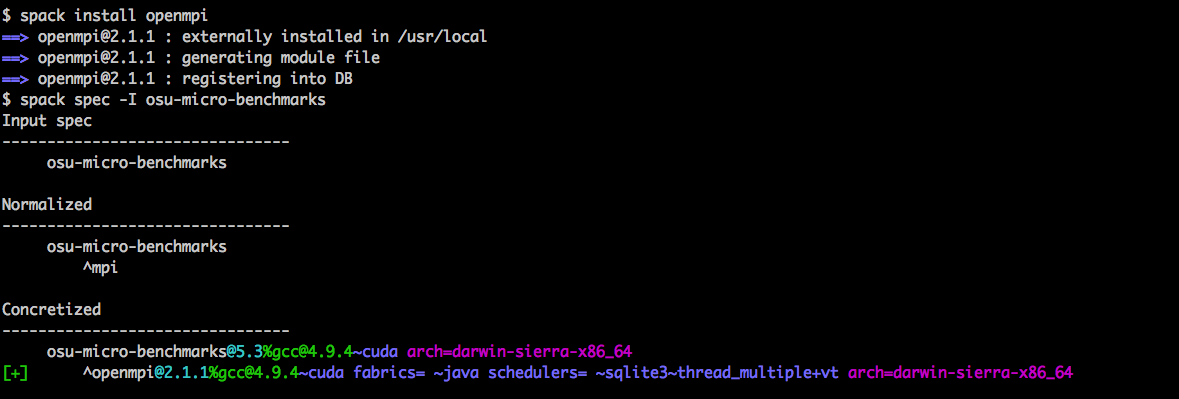 $ spack install openmpi
==> openmpi@2.1.1 : externally installed in /usr/local
==> openmpi@2.1.1 : generating module file
==> openmpi@2.1.1 : registering into DB
$ spack spec -I osu-micro-benchmarks
Input spec
--------------------------------
     osu-micro-benchmarks

Normalized
--------------------------------
     osu-micro-benchmarks
         ^mpi

Concretized
--------------------------------
     osu-micro-benchmarks@5.3%gcc@4.9.4~cuda arch=darwin-sierra-x86_64
[+]      ^openmpi@2.1.1%gcc@4.9.4~cuda fabrics= ~java schedulers= ~sqlite3~thread_multiple+vt arch=darwin-sierra-x86_64